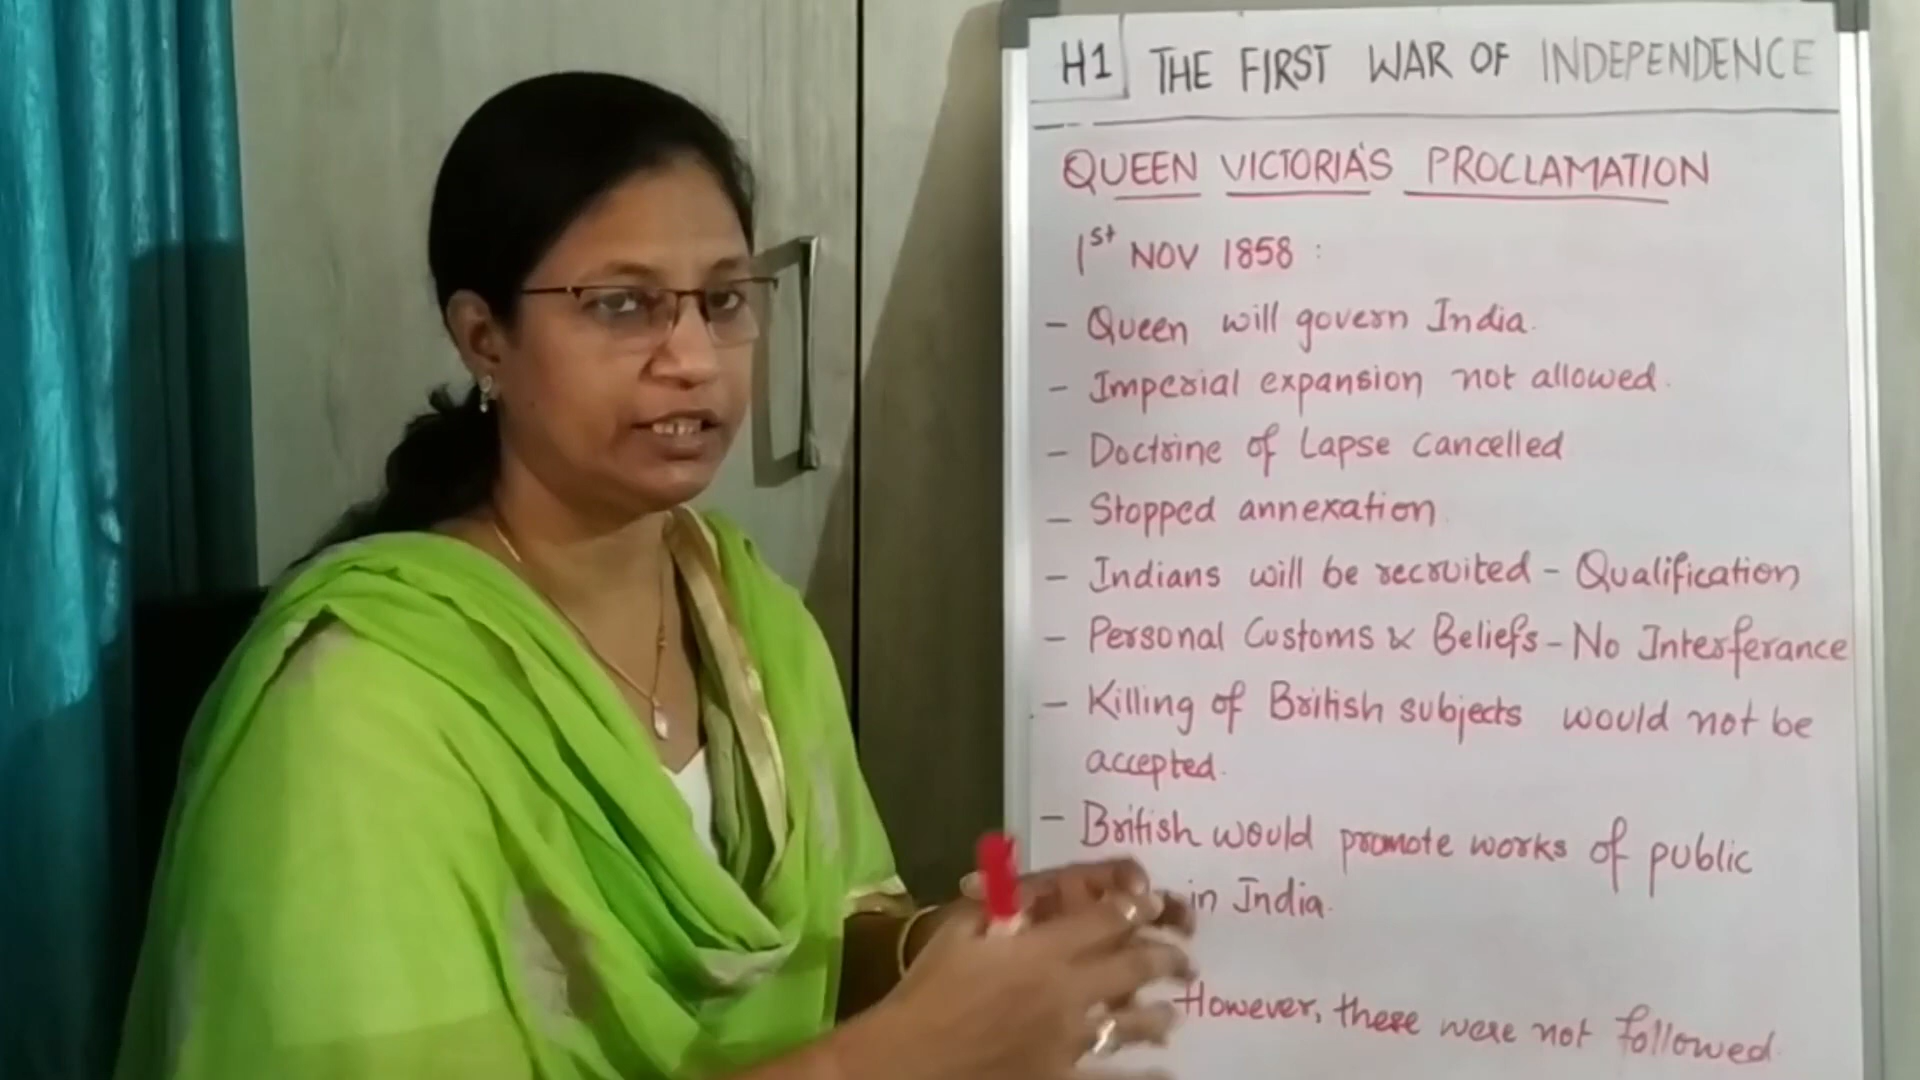 H1 THE FIRST WAR OF INDEPENDENCE
QUEEN VICTORIA'S PROCLAMATION
1st NOV 1858 :
- Queen will govern India.
- Imperial expansion not allowed.
- Doctrine of Lapse Cancelled
- Stopped annexation.
- Indians will be recruited - Qualification
- Personal Customs & Beliefs - No Interferance
- Killing of British subjects would not be
accepted.
- British would promote works of public
in India.
However, these were not followed.